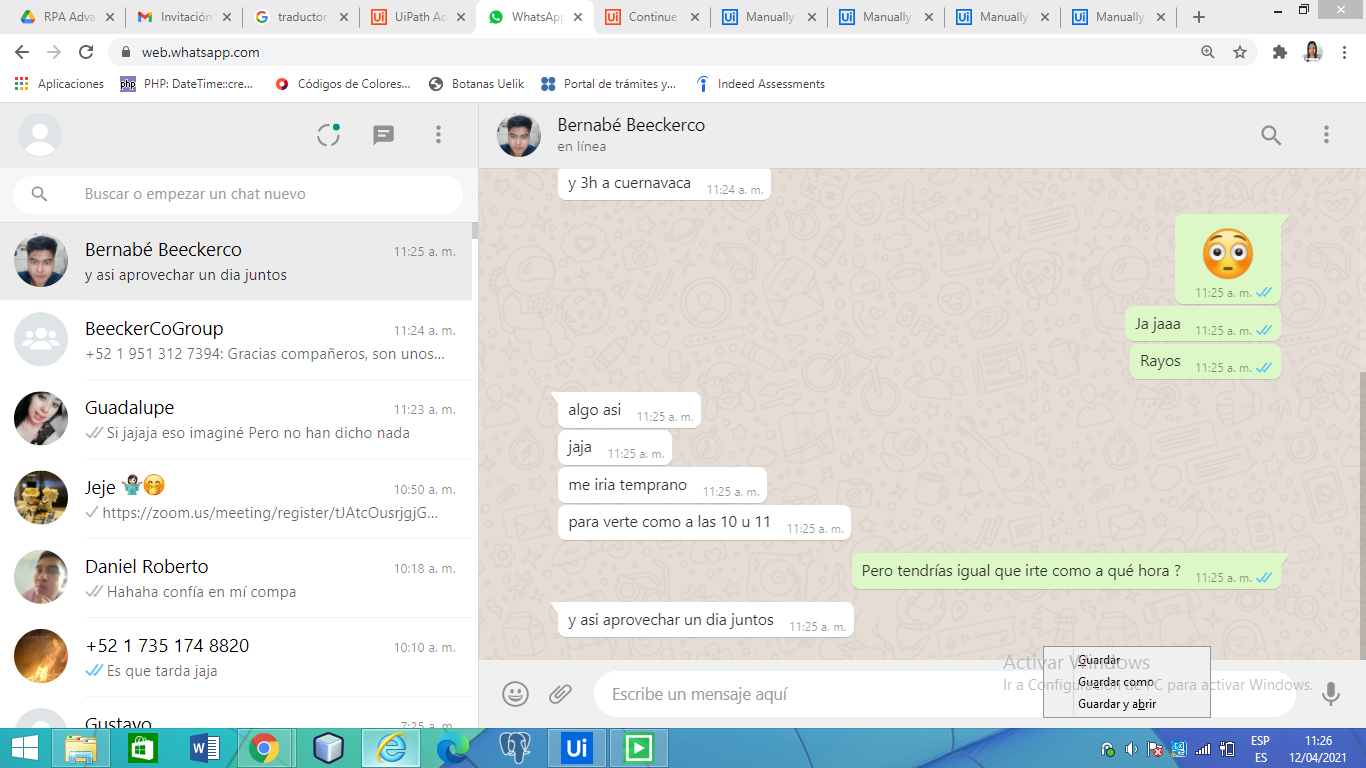 RPA Adva
Invitación
traductor
UiPath Ac
WhatsApp
Continue
Manually
Manually
Manually
Manually
web.whatsapp.com
Aplicaciones
PHP: DateTime::cre...
Códigos de Colores...
Botanas Uelik
Portal de trámites y...
Indeed Assessments
Bernabé Beeckerco
en línea
Buscar o empezar un chat nuevo
Bernabé Beeckerco 11:25 a. m.
y asi aprovechar un dia juntos
BeeckerCoGroup 11:24 a. m.
+52 1 951 312 7394: Gracias compañeros, son unos...
Guadalupe 11:23 a. m.
Si jajaja eso imaginé Pero no han dicho nada
Jeje 🤷🏻‍♂️🤭 10:50 a. m.
https://zoom.us/meeting/register/tJAtcOusrjgjG...
Daniel Roberto 10:18 a. m.
Hahaha confía en mí compa
+52 1 735 174 8820 10:10 a. m.
Es que tarda jaja
Gustavo 7:25 a. m.
y 3h a cuernavaca 11:24 a. m.
😳
11:25 a. m.
Ja jaaa 11:25 a. m.
Rayos 11:25 a. m.
algo asi 11:25 a. m.
jaja 11:25 a. m.
me iria temprano 11:25 a. m.
para verte como a las 10 u 11 11:25 a. m.
Pero tendrías igual que irte como a qué hora ? 11:25 a. m.
y asi aprovechar un dia juntos 11:25 a. m.
Escribe un mensaje aquí
Activar Windows
Ir a Configuración de PC para activar Windows.
Guardar
Guardar como
Guardar y abrir
ESP
ES
11:26
12/04/2021